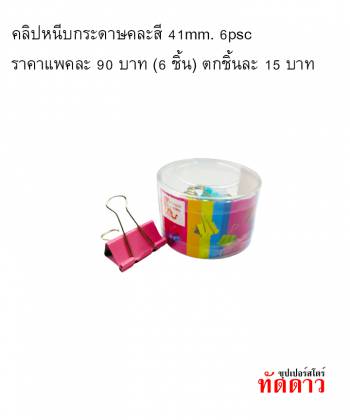 คลิปหนีบกระดาษคละสี 41mm. 6psc
ราคาแพคละ 90 บาท (6 ชิ้น) ตกชิ้นละ 15 บาท
ซุปเปอร์สโตร์
ทัดดาว